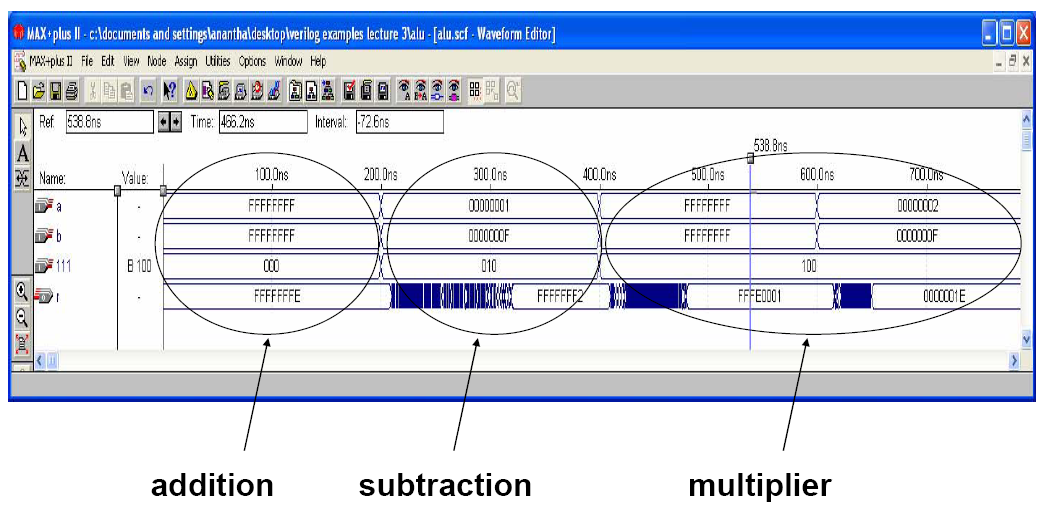 MAX+plus II - c:\documents and settings\anantha\desktop\verilog examples lecture 3\alu - [alu.scf - Waveform Editor]
MAX+plus II File Edit View Node Assign Utilities Options Window Help
Ref: 538.8ns Time: 466.2ns Interval: -72.6ns
538.8ns
Name: Value: 100.0ns 200.0ns 300.0ns 400.0ns 500.0ns 600.0ns 700.0ns
a - FFFFFFFF 00000001 FFFFFFFF 00000002
b - FFFFFFFF 0000000F FFFFFFFF 0000000F
111 B 100 000 010 100
r - FFFFFFFE FFFFFFF2 FFFE0001 0000001E
addition subtraction multiplier